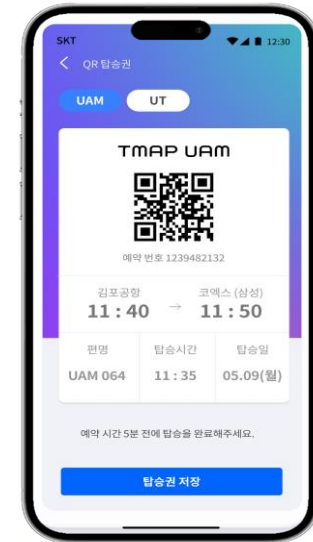 SKT 12:30
QR 탑승권
UAM UT
TMAP UAM
예약 번호 1239482132
김포공항 코엑스 (삼성)
11 : 40 → 11 : 50
편명 탑승시간 탑승일
UAM 064 11 : 35 05.09(월)
예약 시간 5분 전에 탑승을 완료해주세요.
탑승권 저장